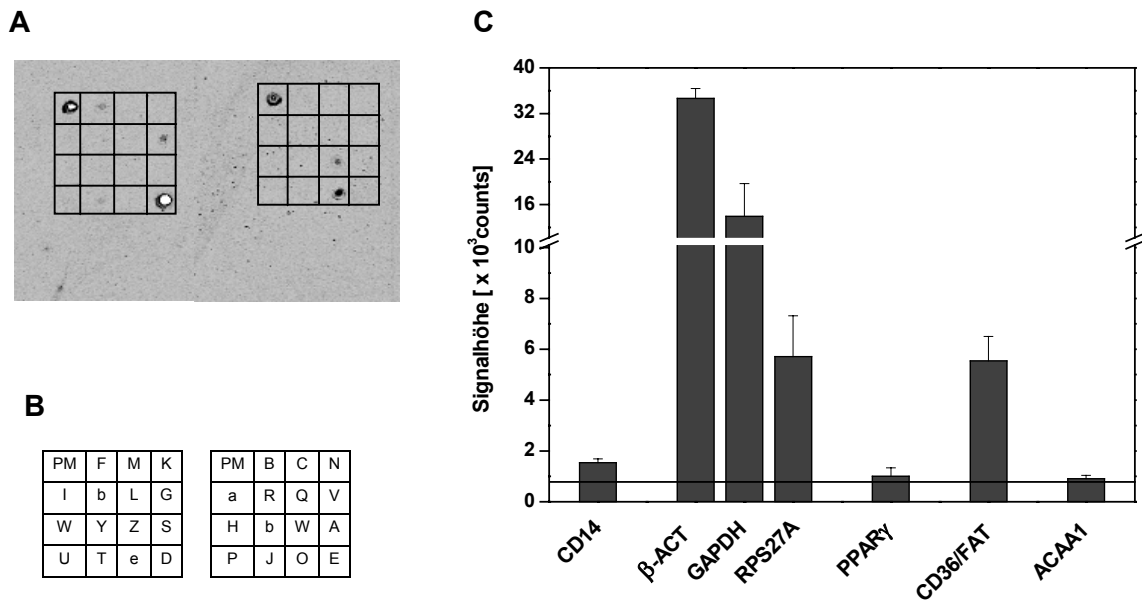 A
B
PM F M K
I b L G
W Y Z S
U T e D
PM B C N
a R Q V
H b W A
P J O E
C
Signalhöhe [ x 10³counts]
40
32
24
16
10
8
6
4
2
0
CD14
β-ACT
GAPDH
RPS27A
PPARγ
CD36/FAT
ACAA1